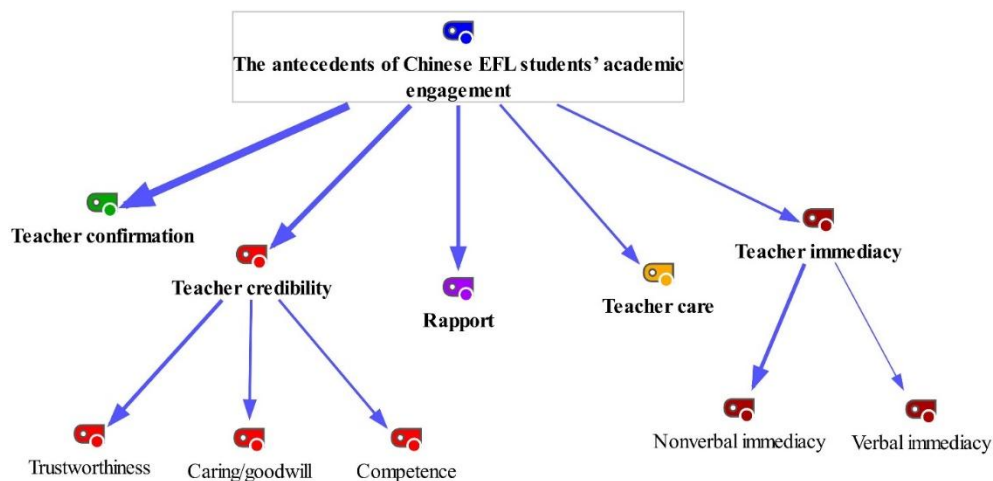 The antecedents of Chinese EFL students’ academic
engagement
Teacher confirmation
Teacher credibility
Rapport
Teacher care
Teacher immediacy
Trustworthiness
Caring/goodwill
Competence
Nonverbal immediacy
Verbal immediacy